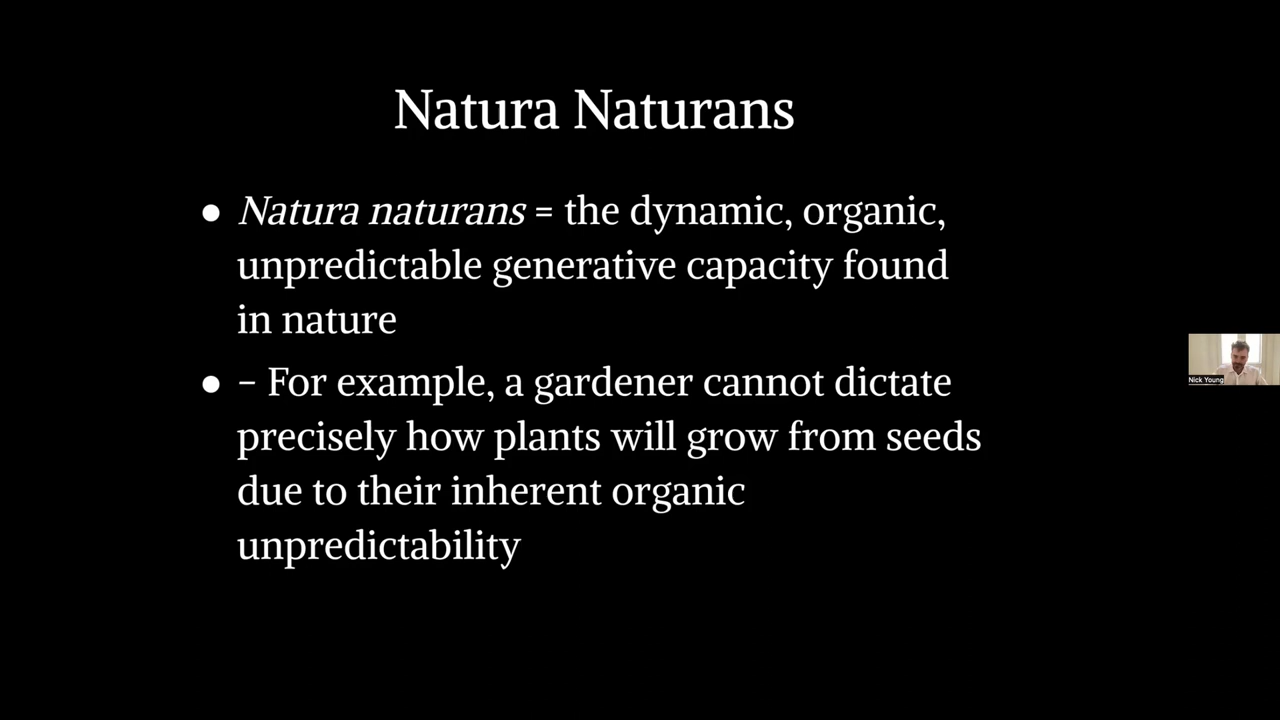 Natura Naturans
● Natura naturans = the dynamic, organic,
unpredictable generative capacity found
in nature
● – For example, a gardener cannot dictate
precisely how plants will grow from seeds
due to their inherent organic
unpredictability
Nick Young